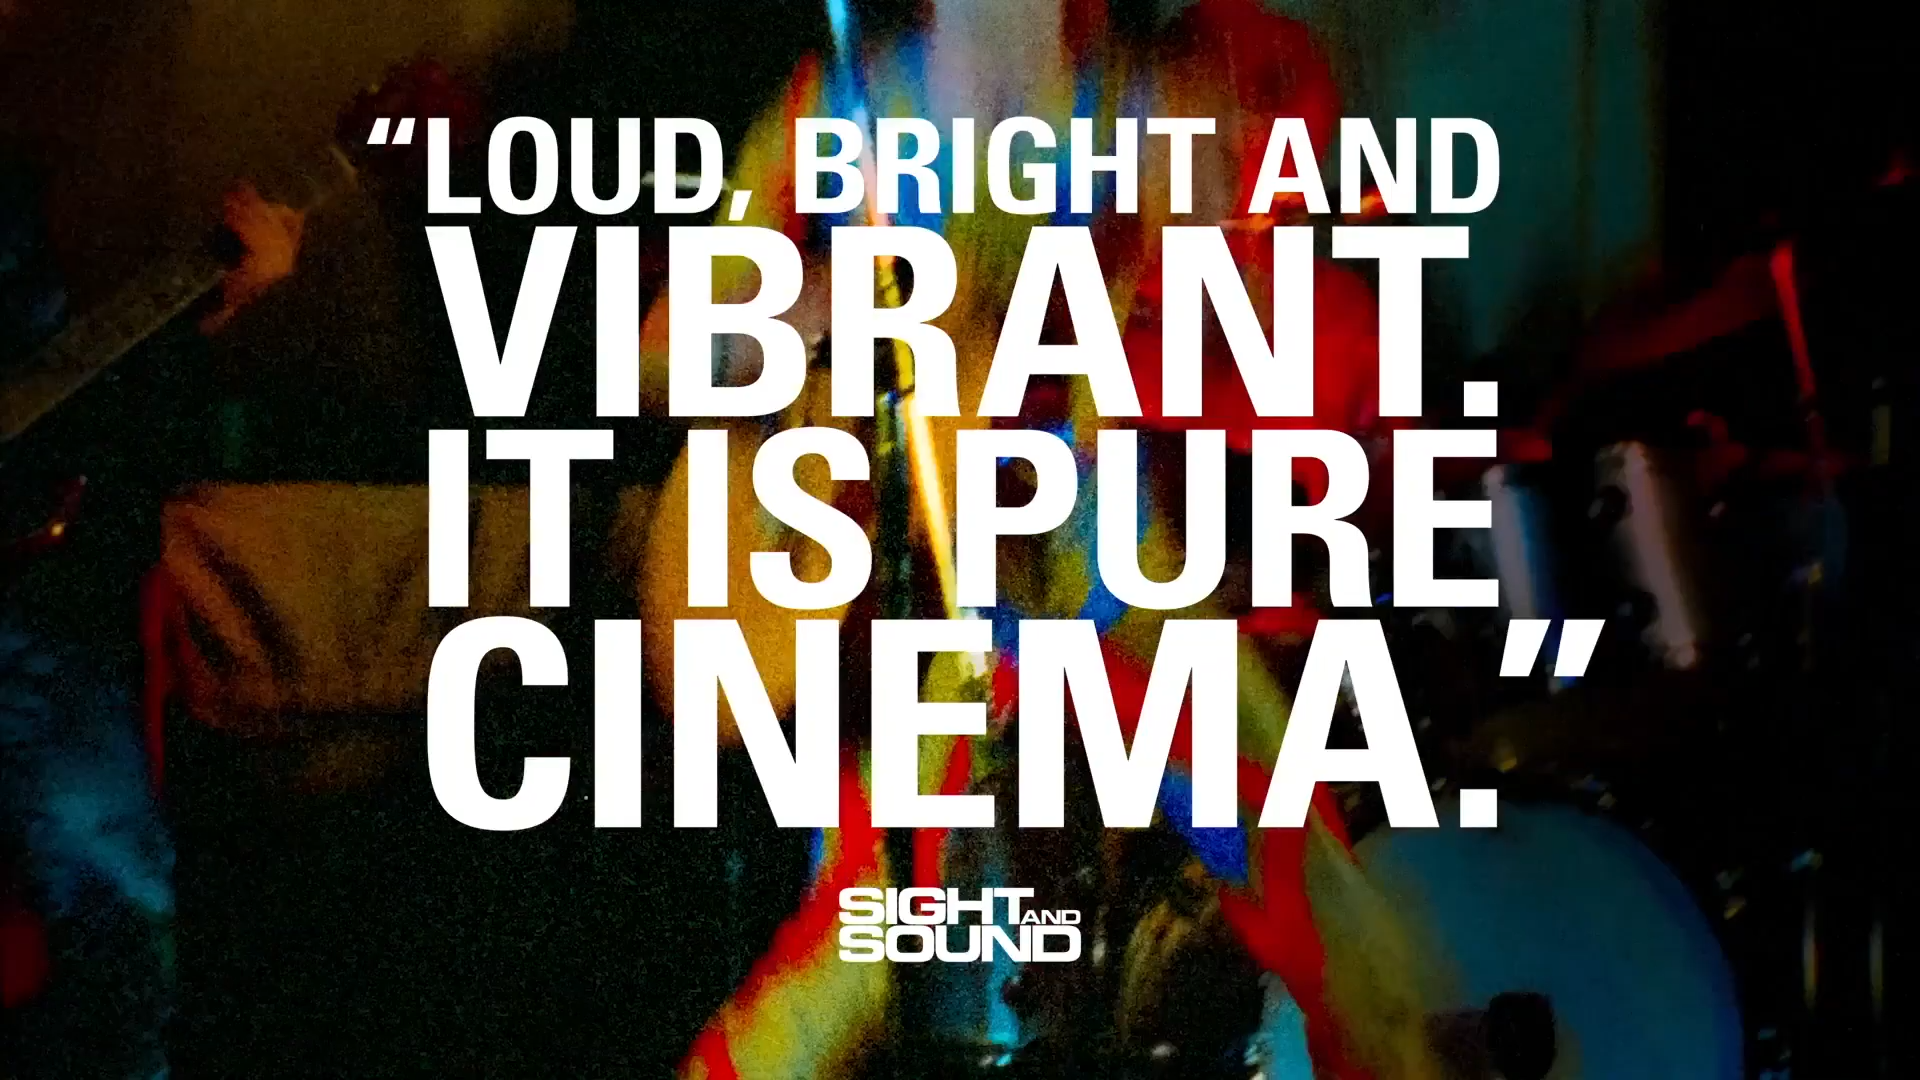 “LOUD, BRIGHT AND
VIBRANT.
IT IS PURE
CINEMA.”
SIGHT AND
SOUND